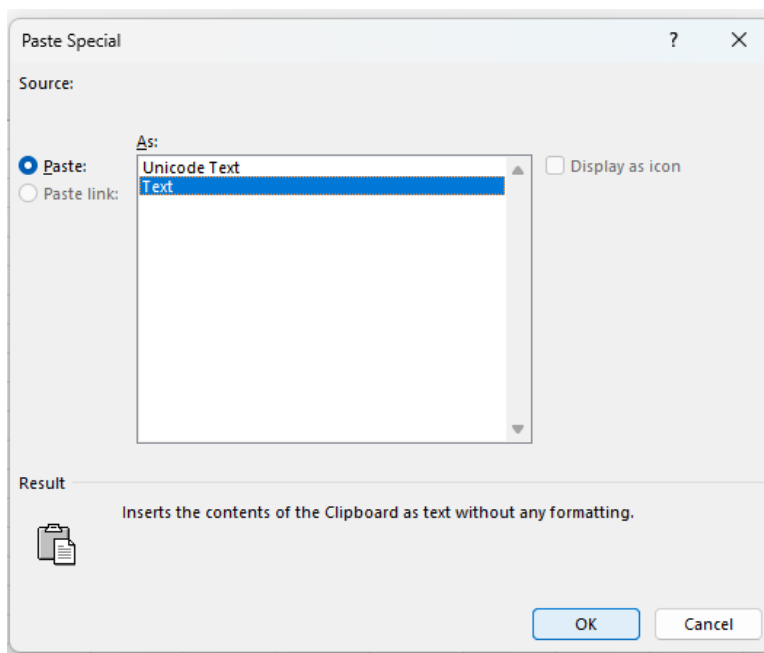 Paste Special ? X
Source:
As:
Paste:
Unicode Text
Display as icon
Paste link:
Text
Result
Inserts the contents of the Clipboard as text without any formatting.
OK
Cancel